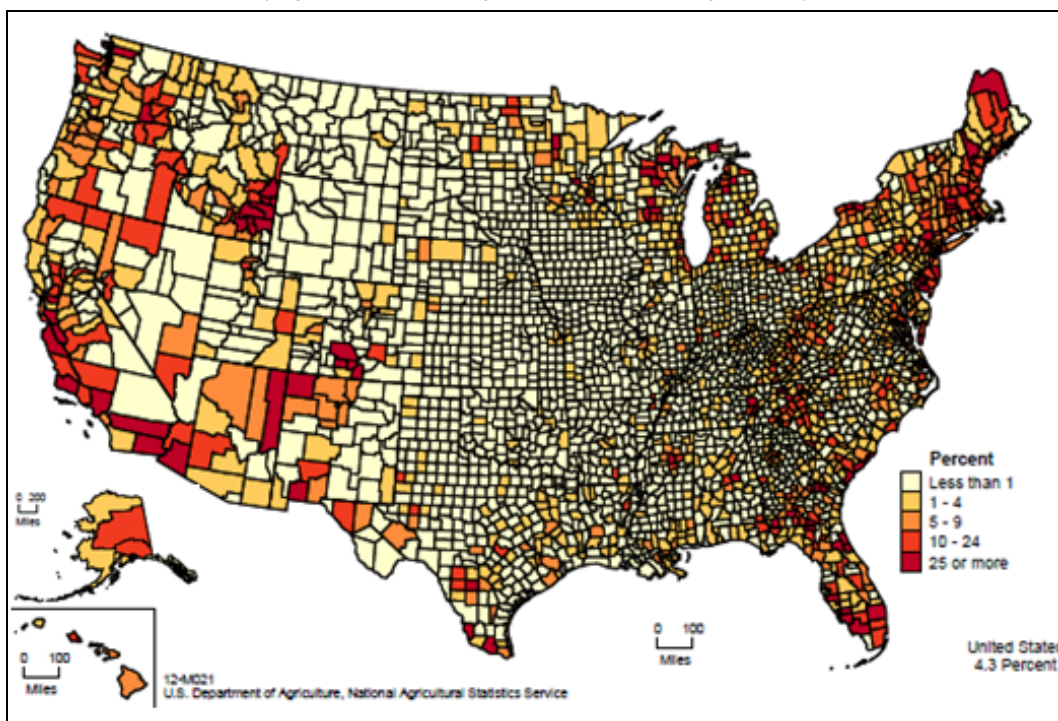 Percent
Less than 1
1 - 4
5 - 9
10 - 24
25 or more
0 200
Miles
0 100
Miles
0 100
Miles
United States
4.3 Percent
12-M021
U.S. Department of Agriculture, National Agricultural Statistics Service